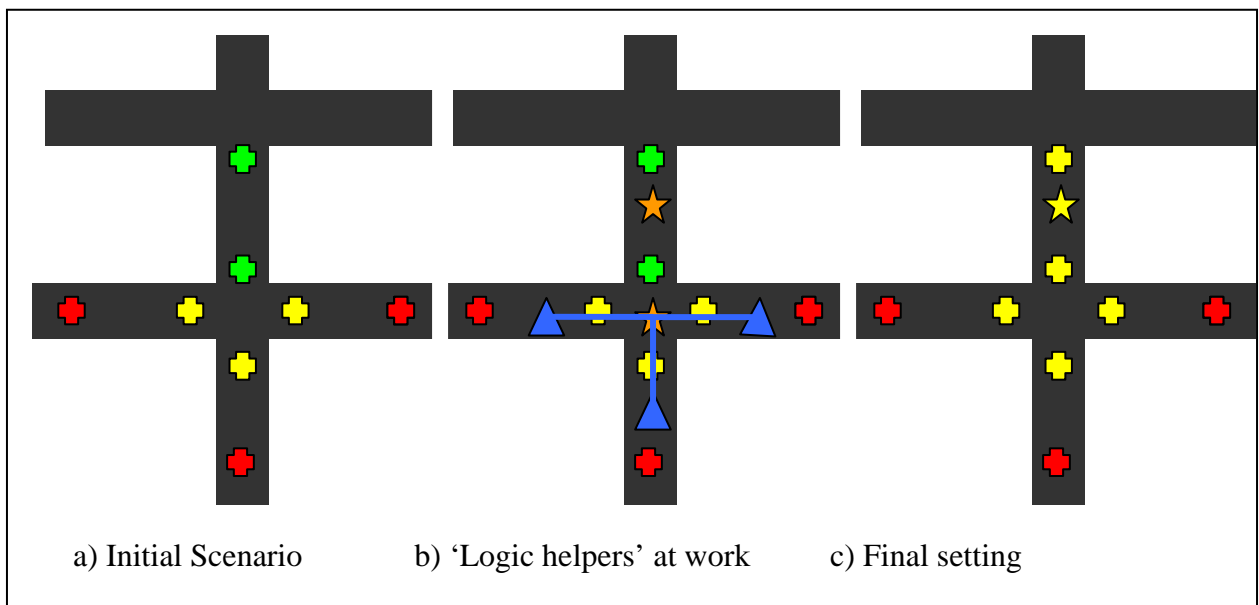 a) Initial Scenario b) ‘Logic helpers’ at work c) Final setting